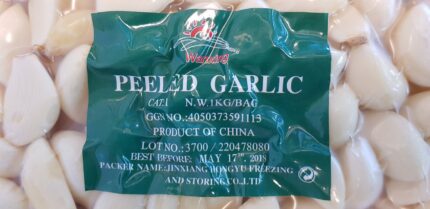 PEELED GARLIC
CAT.1 N.W.1KG/BAG
GGN NO.:4050373591113
PRODUCT OF CHINA
LOT NO.: 3700 / 220478080
BEST BEFORE: MAY 17TH 2018
PACKER NAME:JINXIANG HONGYU FREEZING
AND STORING.CO.,LTD